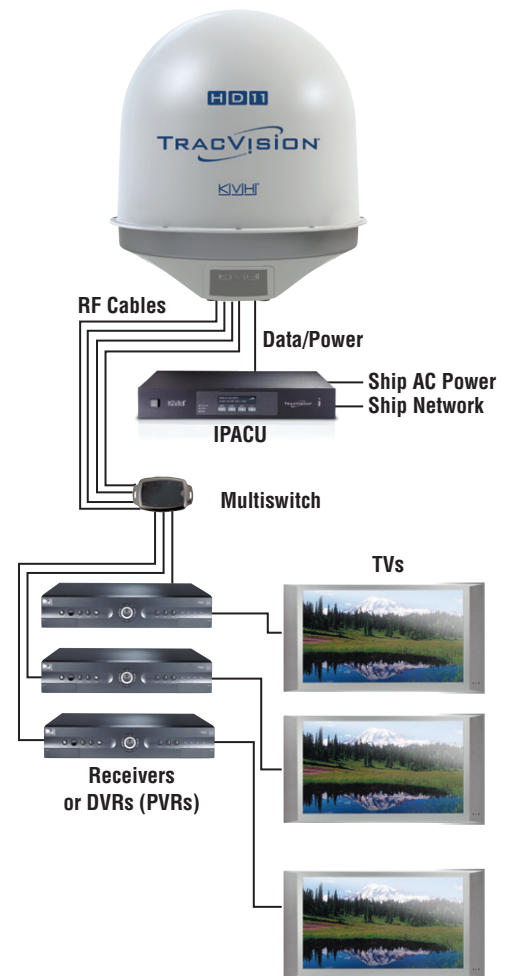 HD11
TRACVISION
KVH
KVH
RF Cables
Data/Power
Ship AC Power
Ship Network
IPACU
Multiswitch
TVs
Receivers
or DVRs (PVRs)